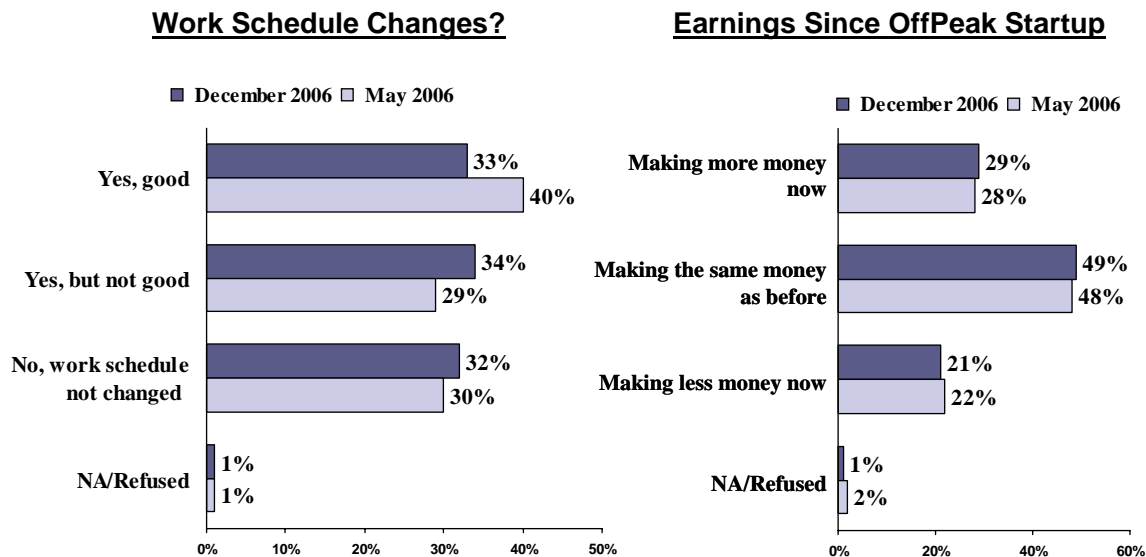 Work Schedule Changes?
December 2006 May 2006
Yes, good
33%
40%
Yes, but not good
34%
29%
No, work schedule
not changed
32%
30%
NA/Refused
1%
1%
0% 10% 20% 30% 40% 50%
Earnings Since OffPeak Startup
December 2006 May 2006
Making more money
now
29%
28%
Making the same money
as before
49%
48%
Making less money now
21%
22%
NA/Refused
1%
2%
0% 20% 40% 60%